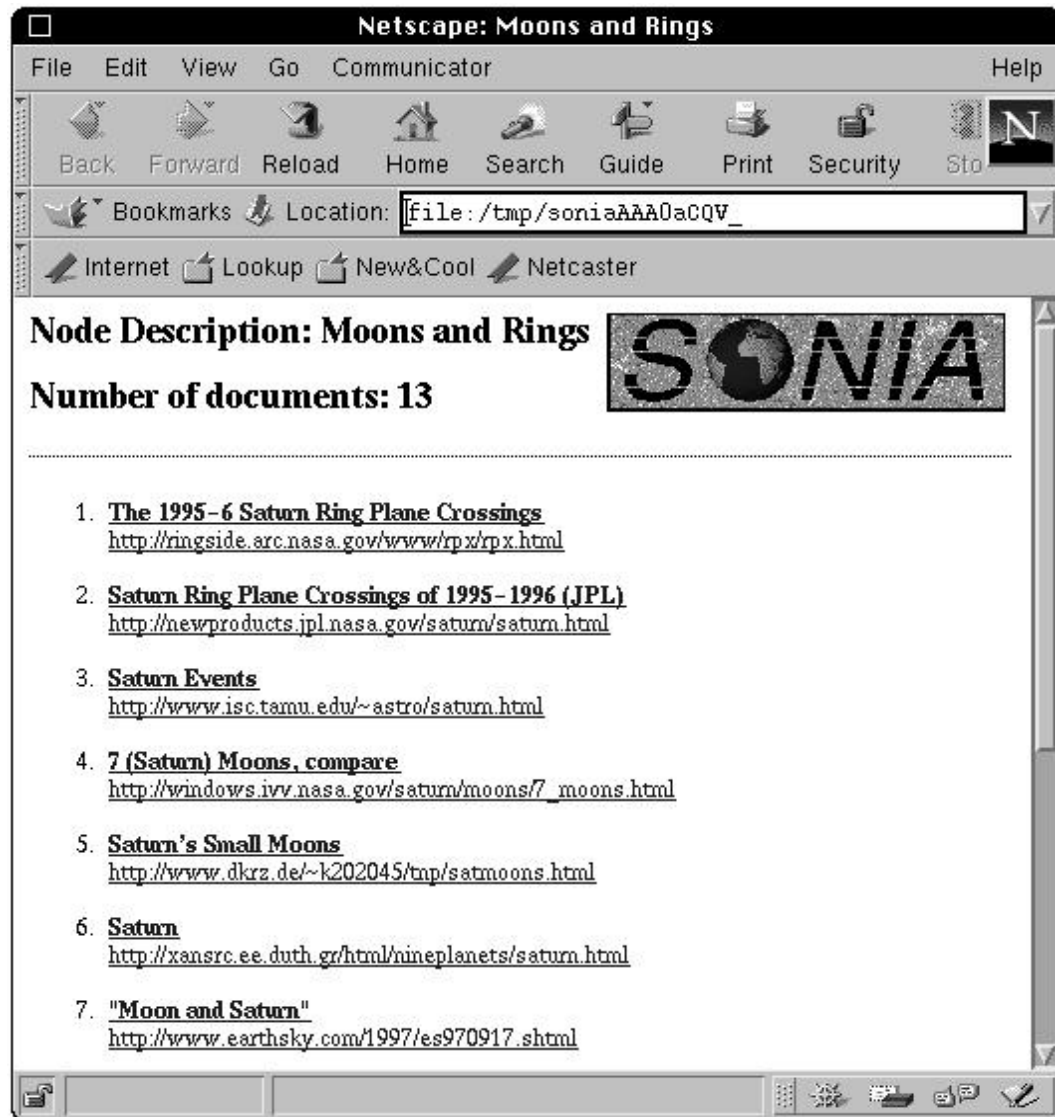 Netscape: Moons and Rings
File Edit View Go Communicator Help
Back Forward Reload Home Search Guide Print Security Sto N
Bookmarks Location: file:/tmp/soniaAAA0aCQV_
Internet Lookup New&Cool Netcaster
Node Description: Moons and Rings
SONIA
Number of documents: 13
1. The 1995-6 Saturn Ring Plane Crossings
http://ringside.arc.nasa.gov/www/rpx/rpx.html
2. Saturn Ring Plane Crossings of 1995-1996 (JPL)
http://newproducts.jpl.nasa.gov/saturn/saturn.html
3. Saturn Events
http://www.isc.tamu.edu/~astro/saturn.html
4. 7 (Saturn) Moons, compare
http://windows.ivv.nasa.gov/saturn/moons/7_moons.html
5. Saturn's Small Moons
http://www.dkrz.de/~k202045/tnp/satmoons.html
6. Saturn
http://xansrc.ee.duth.gr/html/nineplanets/saturn.html
7. "Moon and Saturn"
http://www.earthsky.com/1997/es970917.shtml